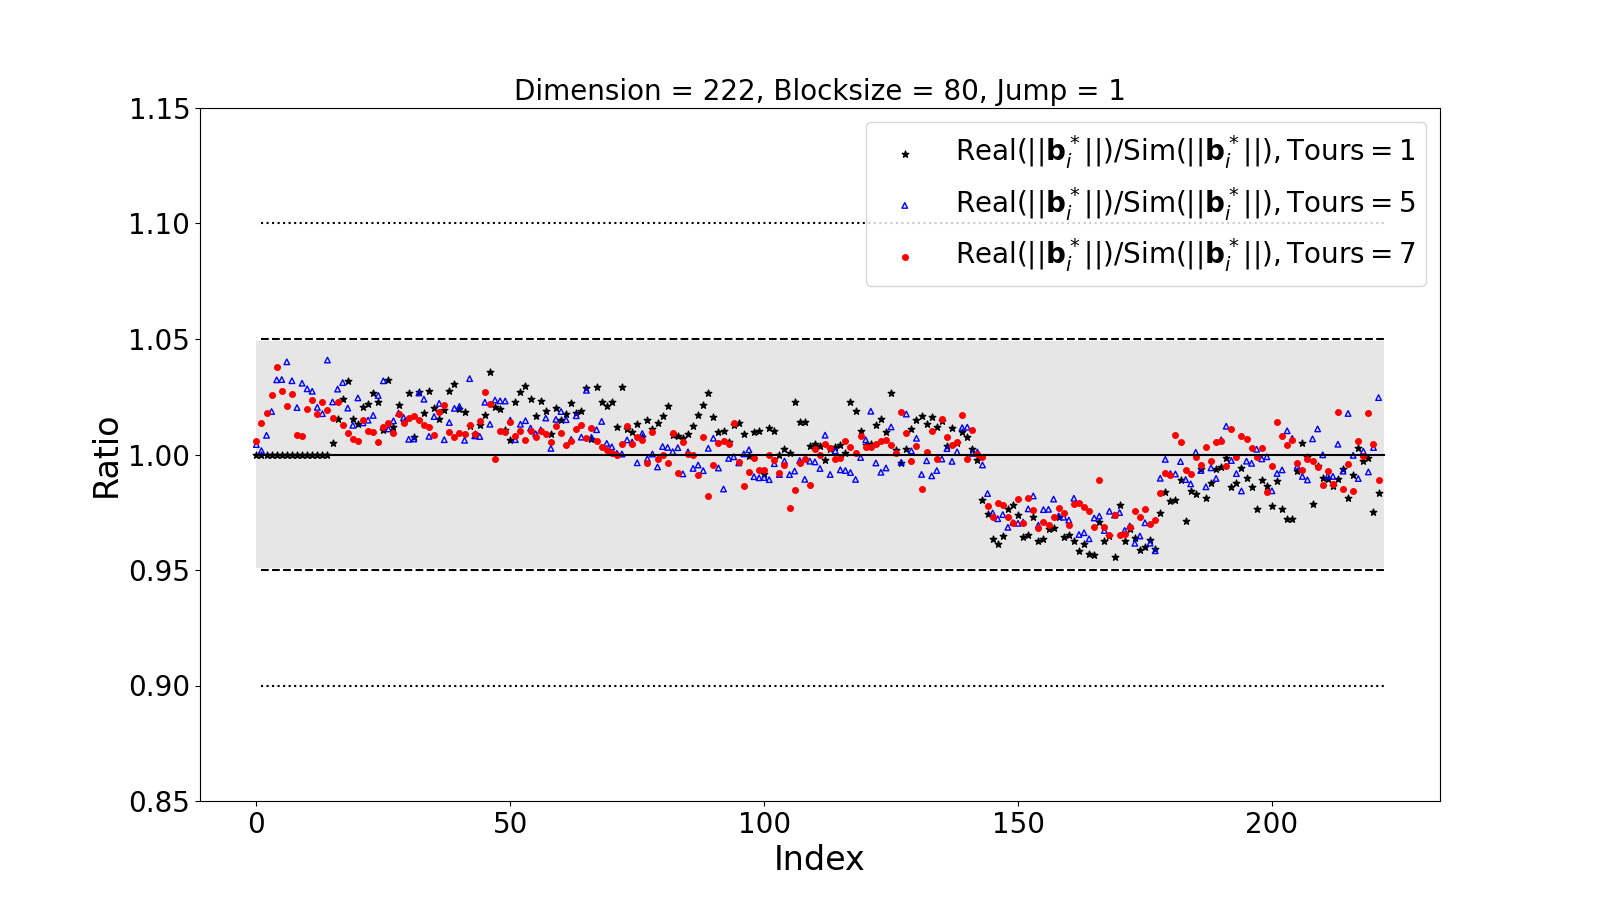 Dimension = 222, Blocksize = 80, Jump = 1
1.15
1.10
1.05
1.00
0.95
0.90
0.85
Ratio
Real(||b_i^*||)/Sim(||b_i^*||), Tours = 1
Real(||b_i^*||)/Sim(||b_i^*||), Tours = 5
Real(||b_i^*||)/Sim(||b_i^*||), Tours = 7
0 50 100 150 200
Index